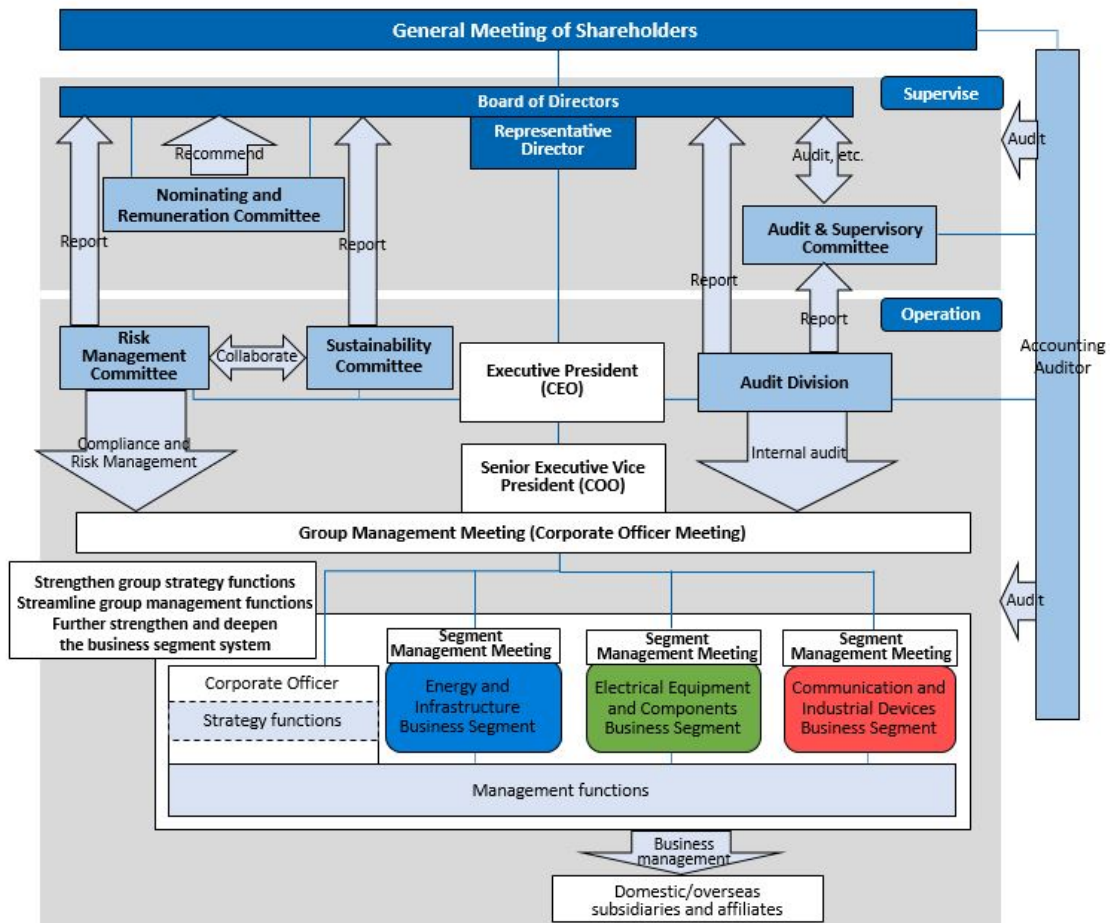 General Meeting of Shareholders
Board of Directors
Supervise
Representative
Director
Recommend
Audit, etc.
Audit
Nominating and
Remuneration Committee
Report
Report
Audit & Supervisory
Committee
Report
Report
Operation
Risk
Management
Committee
Collaborate
Sustainability
Committee
Executive President
(CEO)
Audit Division
Accounting
Auditor
Compliance and
Risk Management
Senior Executive Vice
President (COO)
Internal audit
Group Management Meeting (Corporate Officer Meeting)
Strengthen group strategy functions
Streamline group management functions
Further strengthen and deepen
the business segment system
Audit
Segment
Management Meeting
Segment
Management Meeting
Segment
Management Meeting
Corporate Officer
Strategy functions
Energy and
Infrastructure
Business Segment
Electrical Equipment
and Components
Business Segment
Communication and
Industrial Devices
Business Segment
Management functions
Business
management
Domestic/overseas
subsidiaries and affiliates